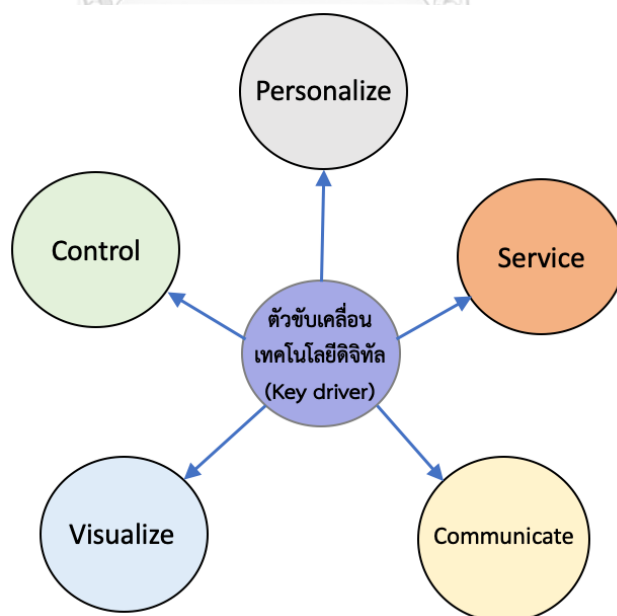 Personalize
Control
Service
ตัวขับเคลื่อน
เทคโนโลยีดิจิทัล
(Key driver)
Visualize
Communicate